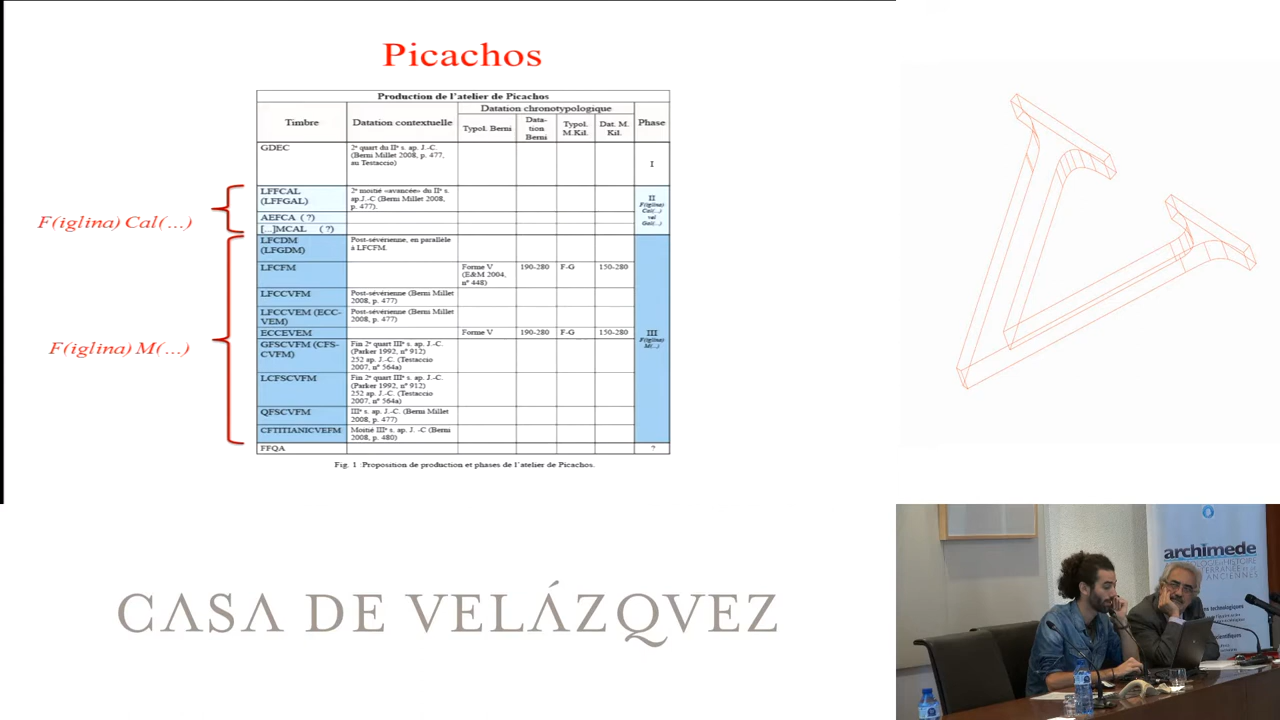 Picachos
Production de l'atelier de Picachos
Timbre
Datation contextuelle
Datation chronotypologique
Phase
Typol. Berni
Data-
tion
Berni
Typol.
M.Kil.
Dat. M.
Kil.
GDEC
2e quart du IIe s. ap. J.-C.
(Berni Millet 2008, p. 477,
au Testaccio)
I
F(iglina) Cal(…)
LFFCAL
(LFFGAL)
2e moitié «avancée» du IIe s.
ap.J.-C (Berni Millet 2008,
p. 477).
II
F(iglina)
Cal(…)
vel
Gal(…)
AEFCA ( ?)
[...]MCAL ( ?)
F(iglina) M(…)
LFCDM
(LFGDM)
Post-sévérienne, en parallèle
à LFCFM.
LFCFM
Forme V
(E&M 2004,
n° 448)
190-280
F-G
150-280
LFCCVFM
Post-sévérienne (Berni Millet
2008, p. 477)
LFCCVEM (ECC-
VEM)
Post-sévérienne (Berni Millet
2008, p. 477)
ECCEVEM
Forme V
190-280
F-G
150-280
III
F(iglina)
M(…)
GFSCVFM (CFS-
CVFM)
Fin 2e quart IIIe s. ap. J.-C.
(Parker 1992, n° 912)
252 ap. J.-C. (Testaccio
2007, n° 564a)
LCFSCVFM
Fin 2e quart IIIe s. ap. J.-C.
(Parker 1992, n° 912)
252 ap. J.-C. (Testaccio
2007, n° 564a)
QFSCVFM
IIIe s. ap. J.-C. (Berni Millet
2008, p. 477)
CFTITIANICVEFM
Moitié IIIe s. ap. J. -C (Berni
2008, p. 480)
FFQA
?
Fig. 1 :Proposition de production et phases de l'atelier de Picachos.
CASA DE VELÁZQVEZ
archimede